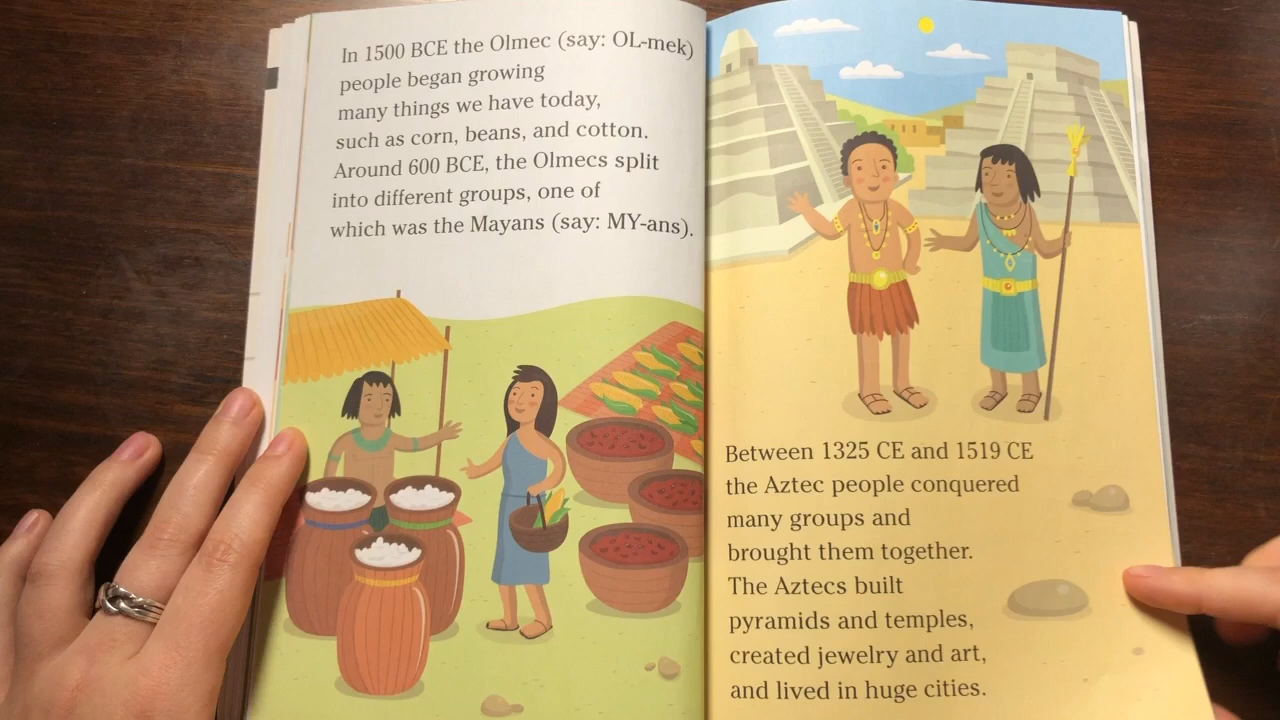 In 1500 BCE the Olmec (say: OL-mek)
people began growing
many things we have today,
such as corn, beans, and cotton.
Around 600 BCE, the Olmecs split
into different groups, one of
which was the Mayans (say: MY-ans).
Between 1325 CE and 1519 CE
the Aztec people conquered
many groups and
brought them together.
The Aztecs built
pyramids and temples,
created jewelry and art,
and lived in huge cities.